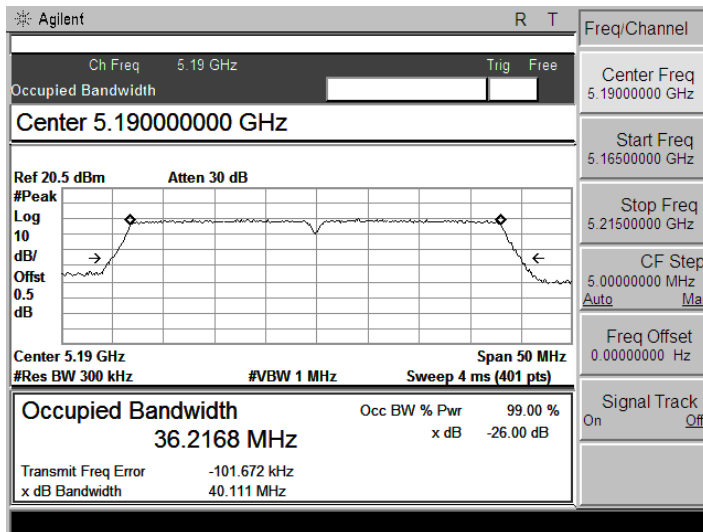 Agilent
R T
Ch Freq 5.19 GHz Trig Free
Occupied Bandwidth
Center 5.190000000 GHz
Ref 20.5 dBm Atten 30 dB
#Peak
Log
10
dB/
Offst
0.5
dB
Center 5.19 GHz Span 50 MHz
#Res BW 300 kHz #VBW 1 MHz Sweep 4 ms (401 pts)
Occupied Bandwidth
36.2168 MHz
Occ BW % Pwr 99.00 %
x dB -26.00 dB
Transmit Freq Error -101.672 kHz
x dB Bandwidth 40.111 MHz
Freq/Channel
Center Freq
5.19000000 GHz
Start Freq
5.16500000 GHz
Stop Freq
5.21500000 GHz
CF Step
5.00000000 MHz
Auto Ma
Freq Offset
0.00000000 Hz
Signal Track
On Off